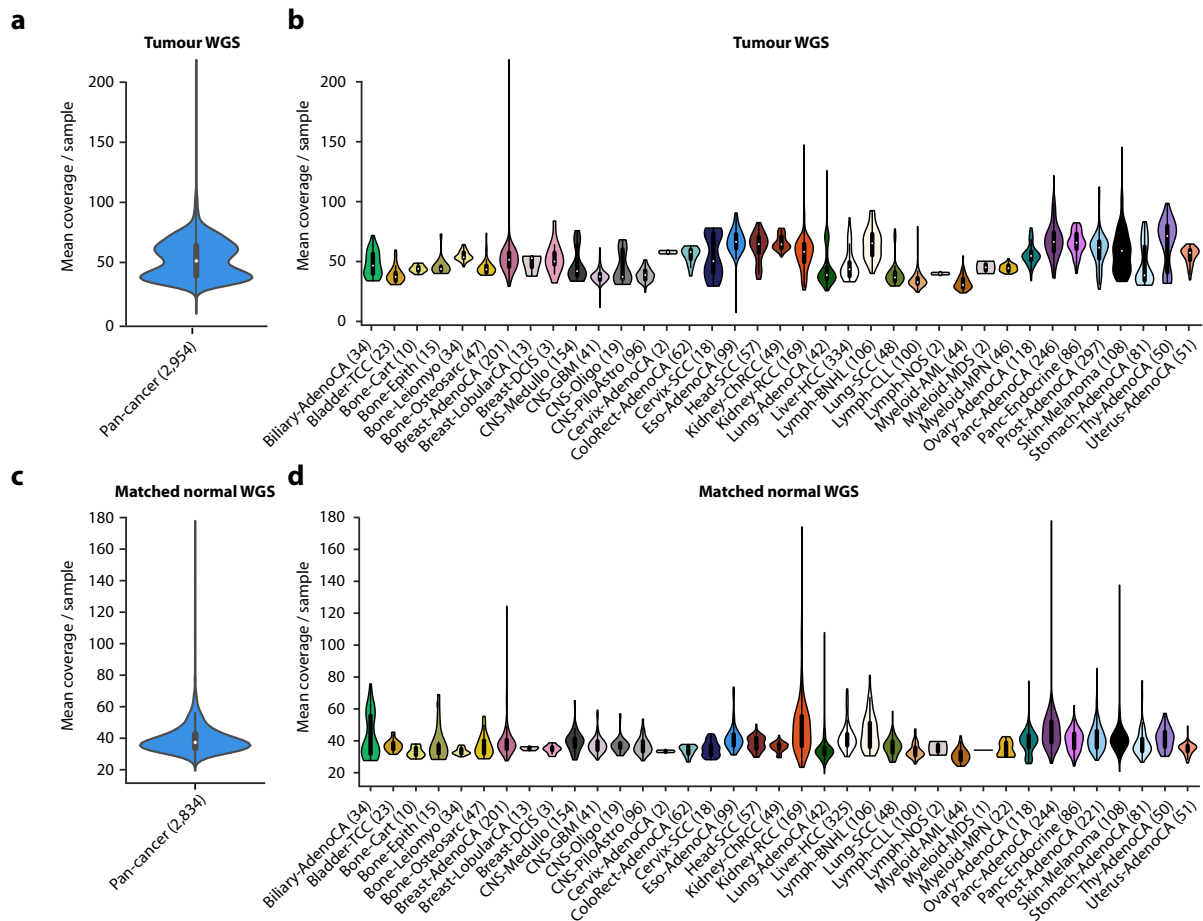 a
Tumour WGS
Mean coverage / sample
200
150
100
50
0
Pan-cancer (2,954)
b
Tumour WGS
Mean coverage / sample
200
150
100
50
0
Biliary-AdenoCA (34)
Bladder-TCC (23)
Bone-Cart (10)
Bone-Epith (15)
Bone-Leiomyo (34)
Bone-Osteosarc (47)
Breast-AdenoCA (201)
Breast-LobularCA (13)
Breast-DCIS (3)
CNS-Medullo (154)
CNS-GBM (41)
CNS-Oligo (19)
CNS-PiloAstro (96)
Cervix-AdenoCA (2)
ColoRect-AdenoCA (62)
Cervix-SCC (18)
Eso-AdenoCA (99)
Head-SCC (57)
Kidney-ChRCC (49)
Kidney-RCC (169)
Lung-AdenoCA (42)
Liver-HCC (334)
Lymph-BNHL (106)
Lung-SCC (48)
Lymph-CLL (100)
Lymph-NOS (2)
Myeloid-AML (44)
Myeloid-MDS (2)
Myeloid-MPN (46)
Ovary-AdenoCA (118)
Panc-AdenoCA (246)
Panc-Endocrine (86)
Prost-AdenoCA (297)
Skin-Melanoma (108)
Stomach-AdenoCA (81)
Thy-AdenoCA (50)
Uterus-AdenoCA (51)
c
Matched normal WGS
Mean coverage / sample
180
160
140
120
100
80
60
40
20
Pan-cancer (2,834)
d
Matched normal WGS
Mean coverage / sample
180
160
140
120
100
80
60
40
20
Biliary-AdenoCA (34)
Bladder-TCC (23)
Bone-Cart (10)
Bone-Epith (15)
Bone-Leiomyo (34)
Bone-Osteosarc (47)
Breast-AdenoCA (201)
Breast-LobularCA (13)
Breast-DCIS (3)
CNS-Medullo (154)
CNS-GBM (41)
CNS-Oligo (19)
CNS-PiloAstro (96)
Cervix-AdenoCA (2)
ColoRect-AdenoCA (62)
Cervix-SCC (18)
Eso-AdenoCA (99)
Head-SCC (57)
Kidney-ChRCC (49)
Kidney-RCC (169)
Lung-AdenoCA (42)
Liver-HCC (325)
Lymph-BNHL (106)
Lung-SCC (48)
Lymph-CLL (100)
Lymph-NOS (2)
Myeloid-AML (44)
Myeloid-MDS (1)
Myeloid-MPN (22)
Ovary-AdenoCA (118)
Panc-AdenoCA (244)
Panc-Endocrine (86)
Prost-AdenoCA (221)
Skin-Melanoma (108)
Stomach-AdenoCA (81)
Thy-AdenoCA (50)
Uterus-AdenoCA (51)